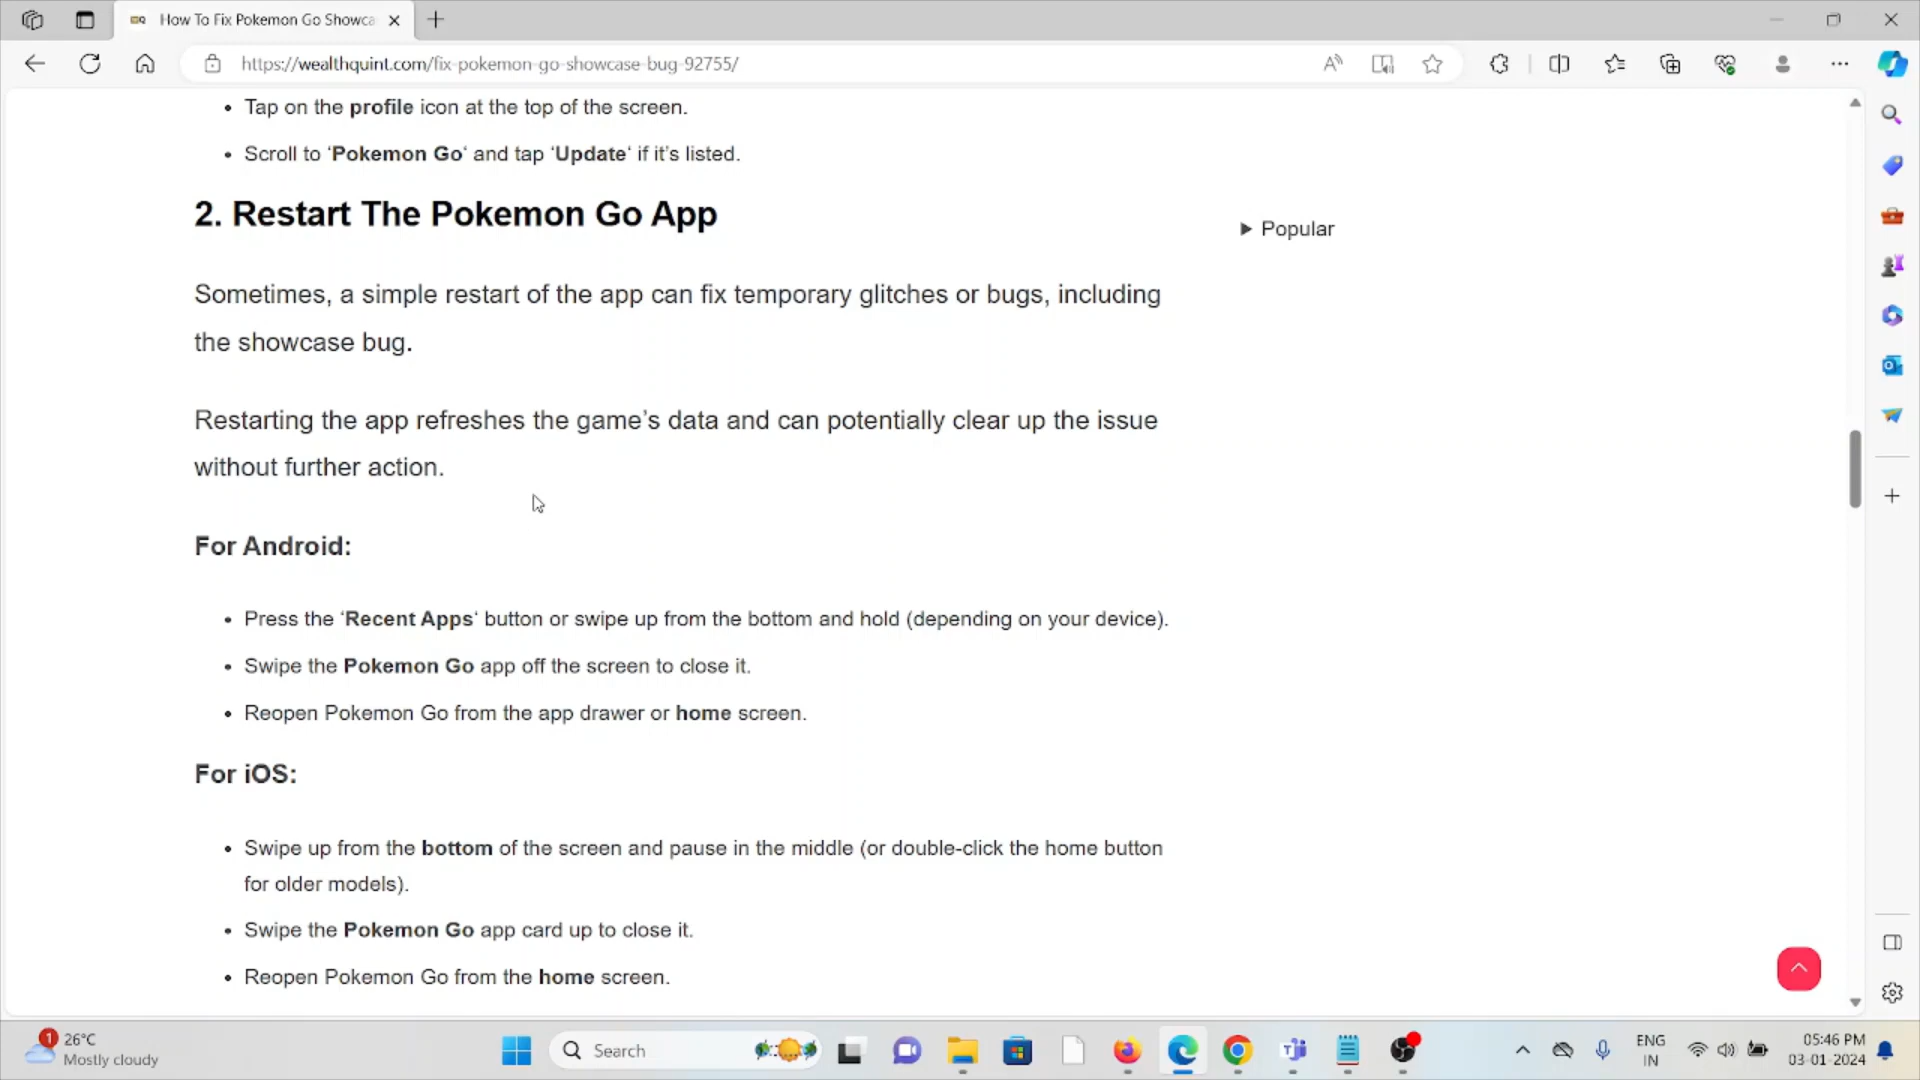 How To Fix Pokemon Go Showca
https://wealthquint.com/fix-pokemon-go-showcase-bug-92755/
• Tap on the profile icon at the top of the screen.
• Scroll to ‘Pokemon Go‘ and tap ‘Update‘ if it’s listed.
2. Restart The Pokemon Go App
Popular
Sometimes, a simple restart of the app can fix temporary glitches or bugs, including
the showcase bug.
Restarting the app refreshes the game’s data and can potentially clear up the issue
without further action.
For Android:
• Press the ‘Recent Apps‘ button or swipe up from the bottom and hold (depending on your device).
• Swipe the Pokemon Go app off the screen to close it.
• Reopen Pokemon Go from the app drawer or home screen.
For iOS:
• Swipe up from the bottom of the screen and pause in the middle (or double-click the home button
for older models).
• Swipe the Pokemon Go app card up to close it.
• Reopen Pokemon Go from the home screen.
1
26°C
Mostly cloudy
Search
ENG
IN
05:46 PM
03-01-2024